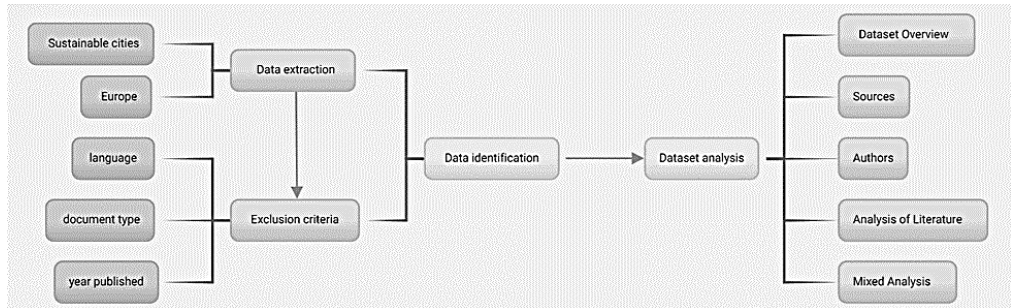 Sustainable cities
Europe
language
document type
year published
Data extraction
Exclusion criteria
Data identification
Dataset analysis
Dataset Overview
Sources
Authors
Analysis of Literature
Mixed Analysis